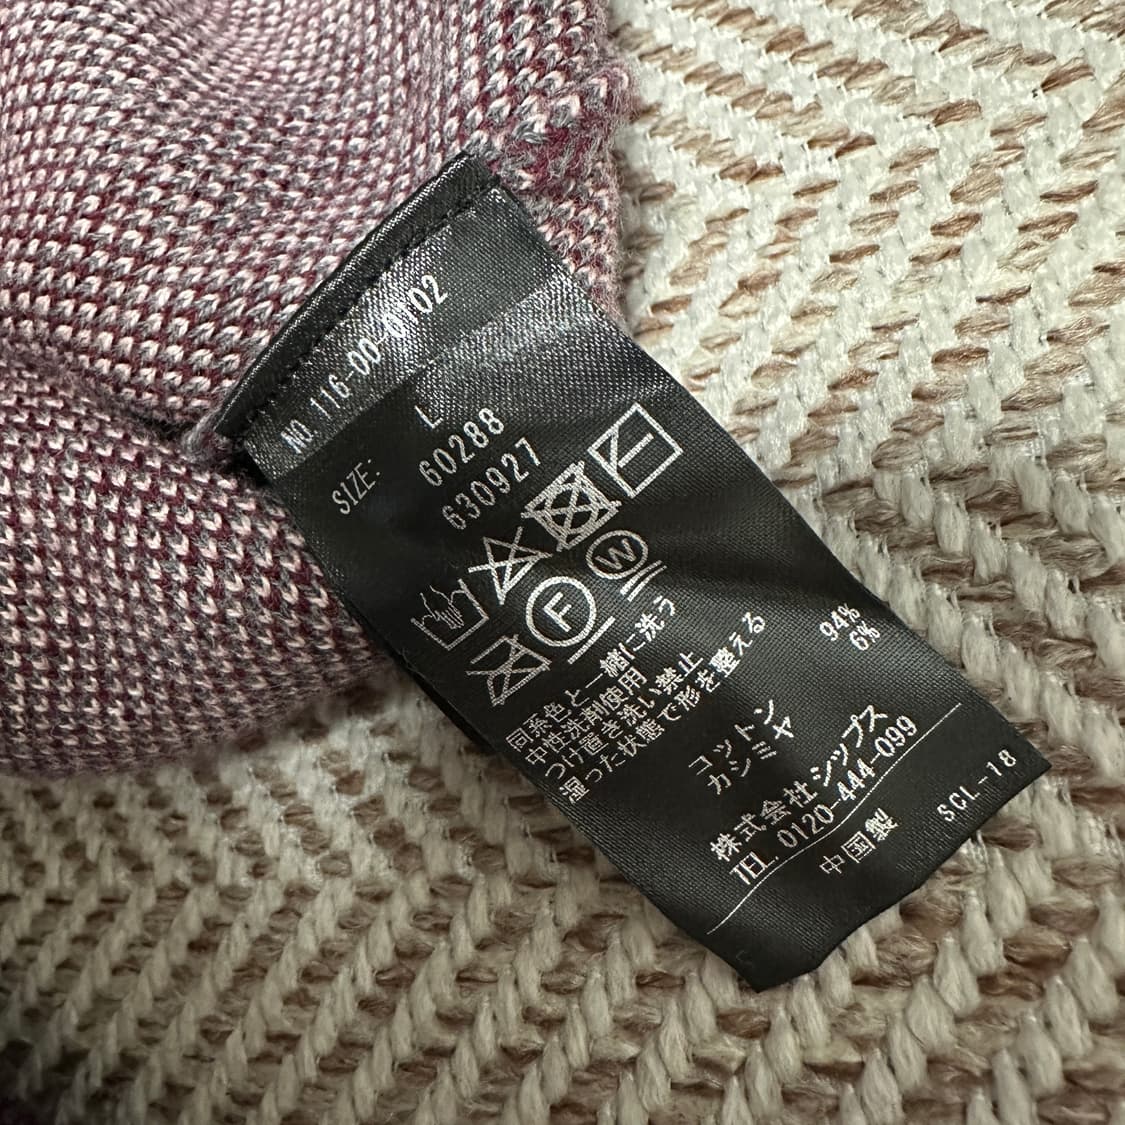 NO. 116-00-0102
SIZE: L
60288
630927
F
W
同系色と一緒に洗う
中性洗剤使用
つけ置き洗い禁止
湿った状態で形を整える
コットン 94%
カシミヤ 6%
株式会社シップス
TEL. 0120-444-099
中国製 SCL-18